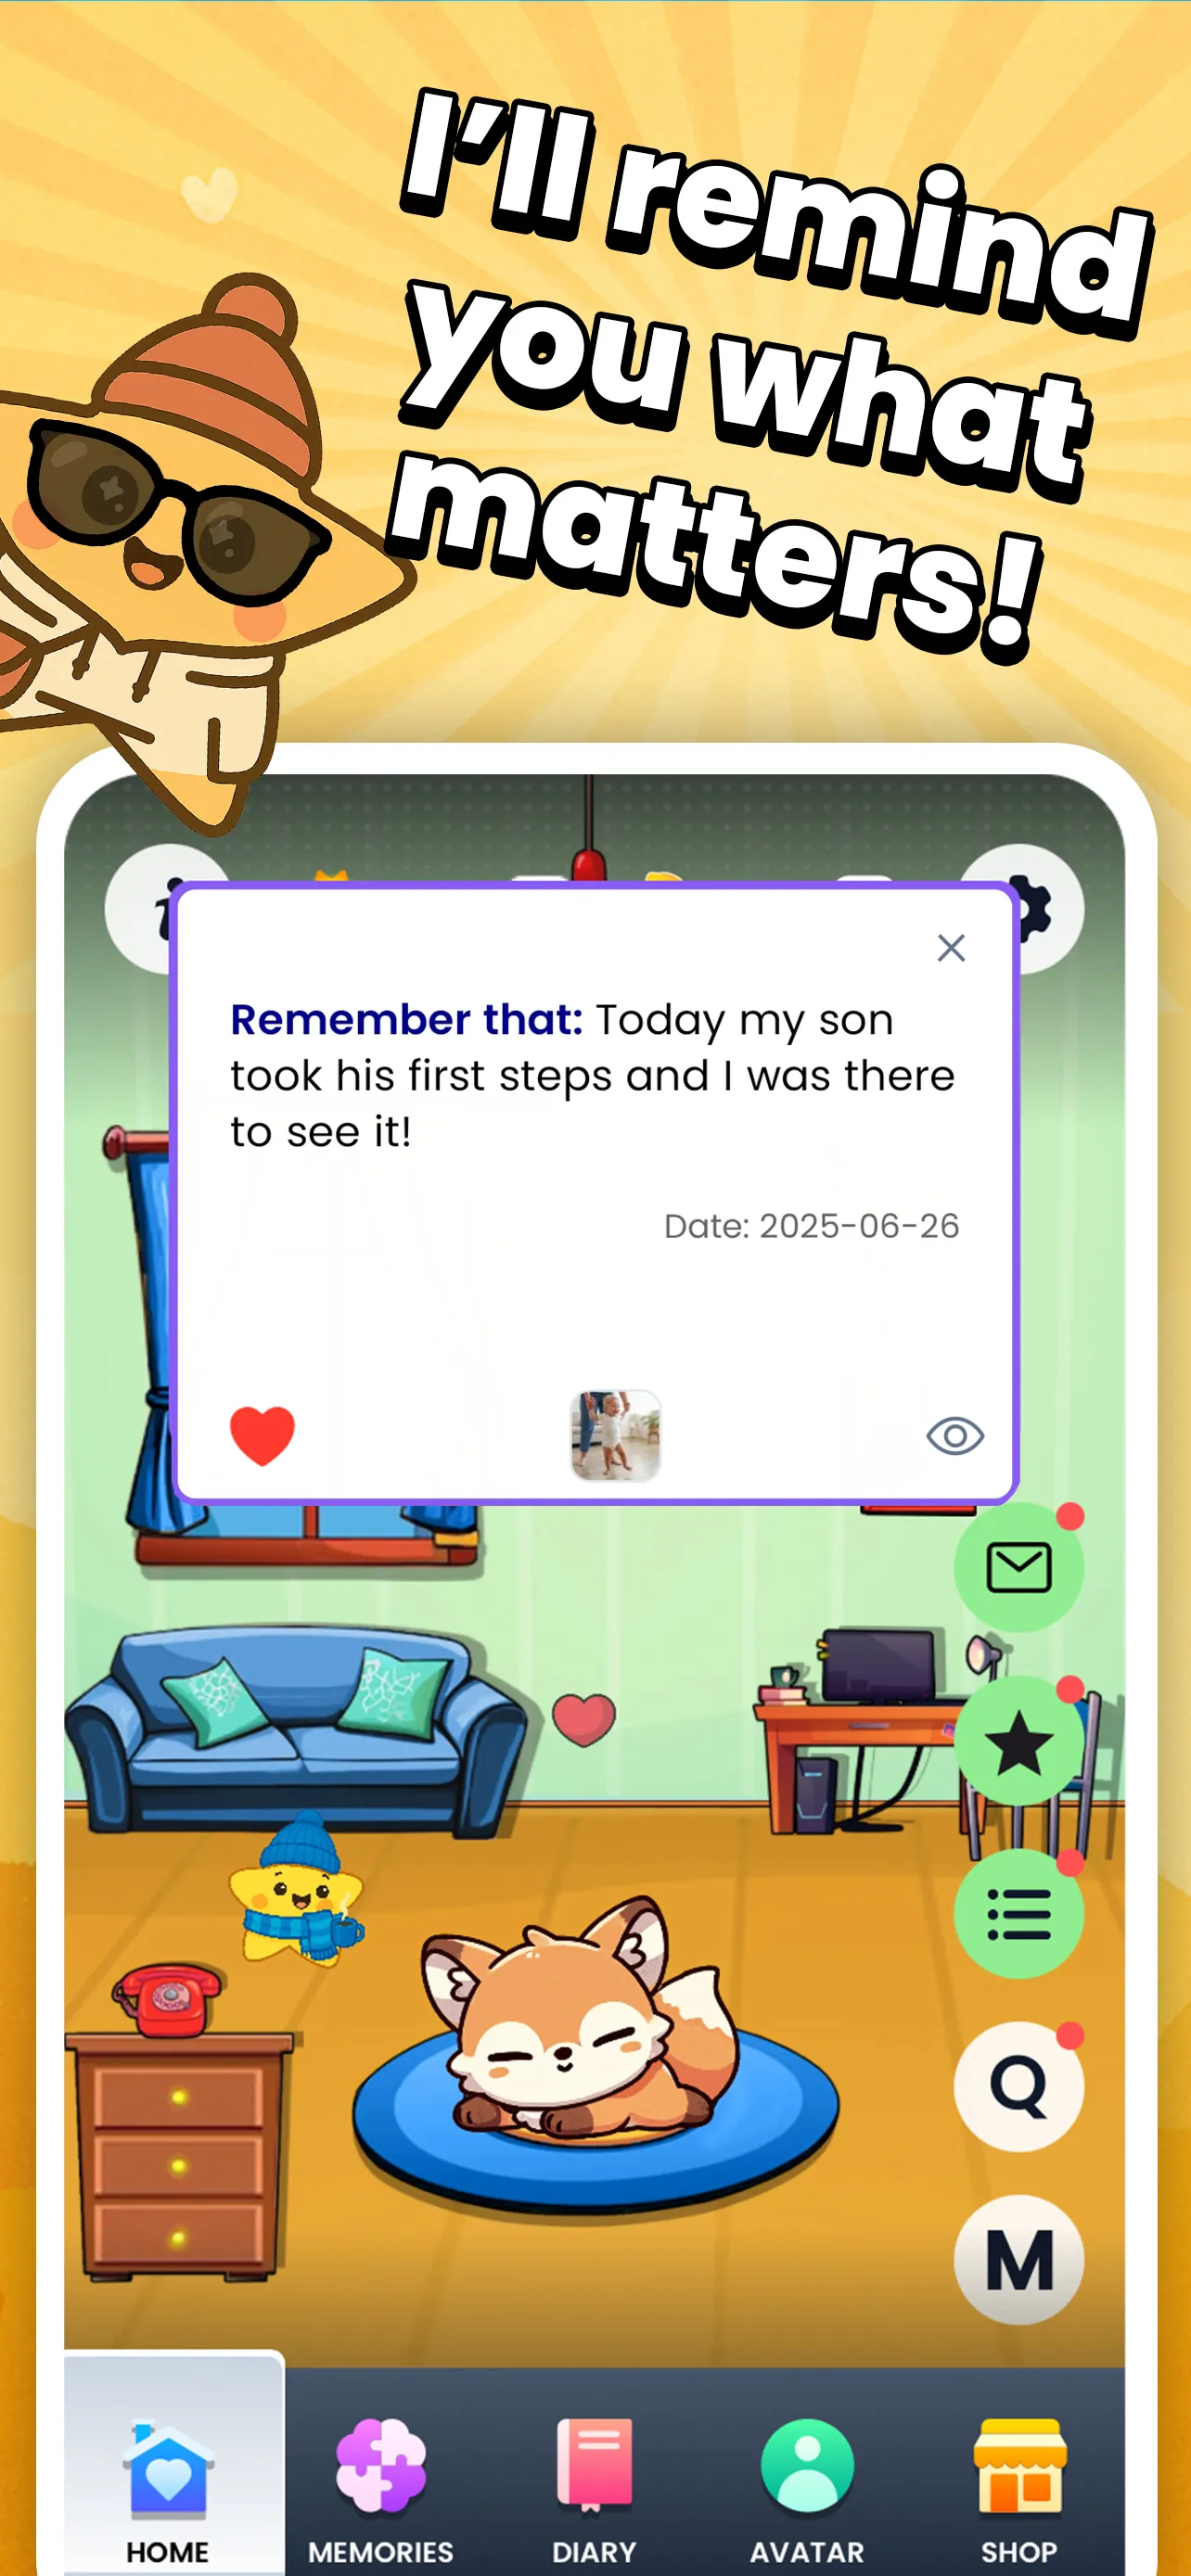 I’ll remind
you what
matters!
i
Remember that: Today my son
took his first steps and I was there
to see it!
Date: 2025-06-26
Q
M
HOME
MEMORIES
DIARY
AVATAR
SHOP